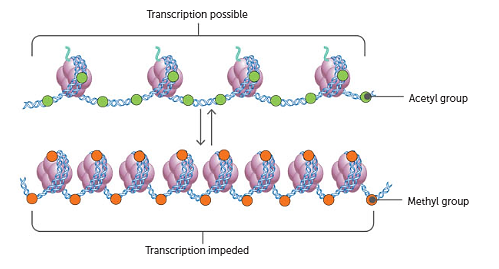 Transcription possible
Acetyl group
Methyl group
Transcription impeded